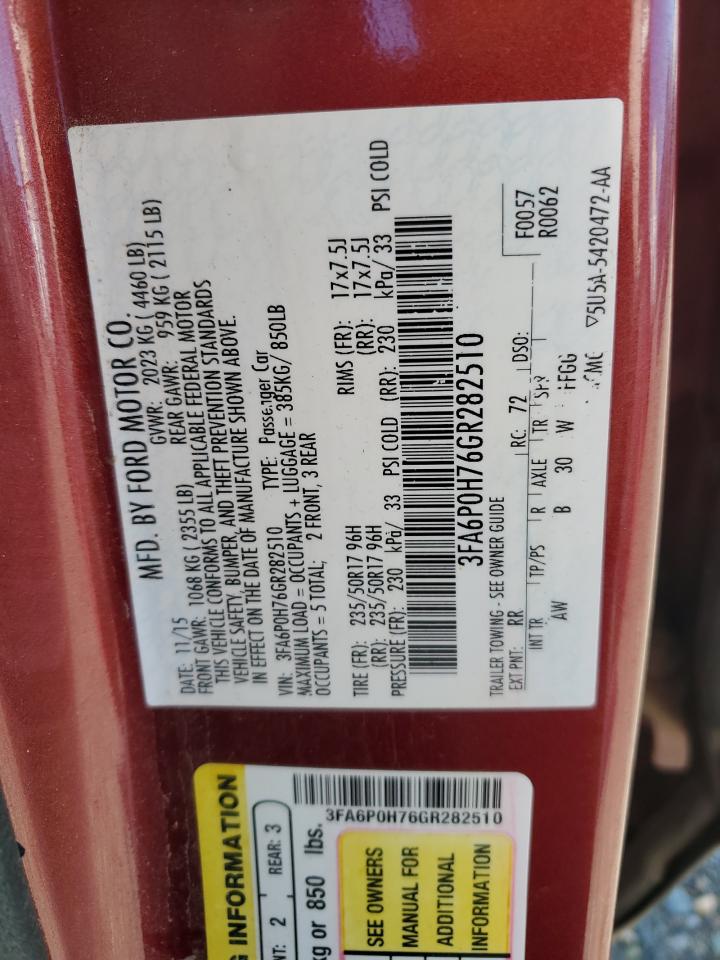 MFD. BY FORD MOTOR CO.
DATE: 11/15 GVWR: 2023 KG ( 4460 LB)
FRONT GAWR: 1068 KG ( 2355 LB) REAR GAWR: 959 KG ( 2115 LB)
THIS VEHICLE CONFORMS TO ALL APPLICABLE FEDERAL MOTOR
VEHICLE SAFETY, BUMPER, AND THEFT PREVENTION STANDARDS
IN EFFECT ON THE DATE OF MANUFACTURE SHOWN ABOVE.
VIN: 3FA6P0H76GR282510 TYPE: Passenger Car
MAXIMUM LOAD = OCCUPANTS + LUGGAGE = 385KG/ 850LB
OCCUPANTS = 5 TOTAL; 2 FRONT, 3 REAR
TIRE (FR): 235/50R17 96H RIMS (FR): 17x7.5J
(RR): 235/50R17 96H (RR): 17x7.5J
PRESSURE (FR): 230 kPa/ 33 PSI COLD (RR): 230 kPa/ 33 PSI COLD
3FA6P0H76GR282510
TRAILER TOWING - SEE OWNER GUIDE
EXT PNT: RR RC: 72 DSO: F0057
R0062
INT TR TP/PS R AXLE TR
AW B 30 W FFGG
5U5A-5420472-AA
G INFORMATION
NT: 2 REAR: 3
kg or 850 lbs.
3FA6P0H76GR282510
SEE OWNERS
MANUAL FOR
ADDITIONAL
INFORMATION